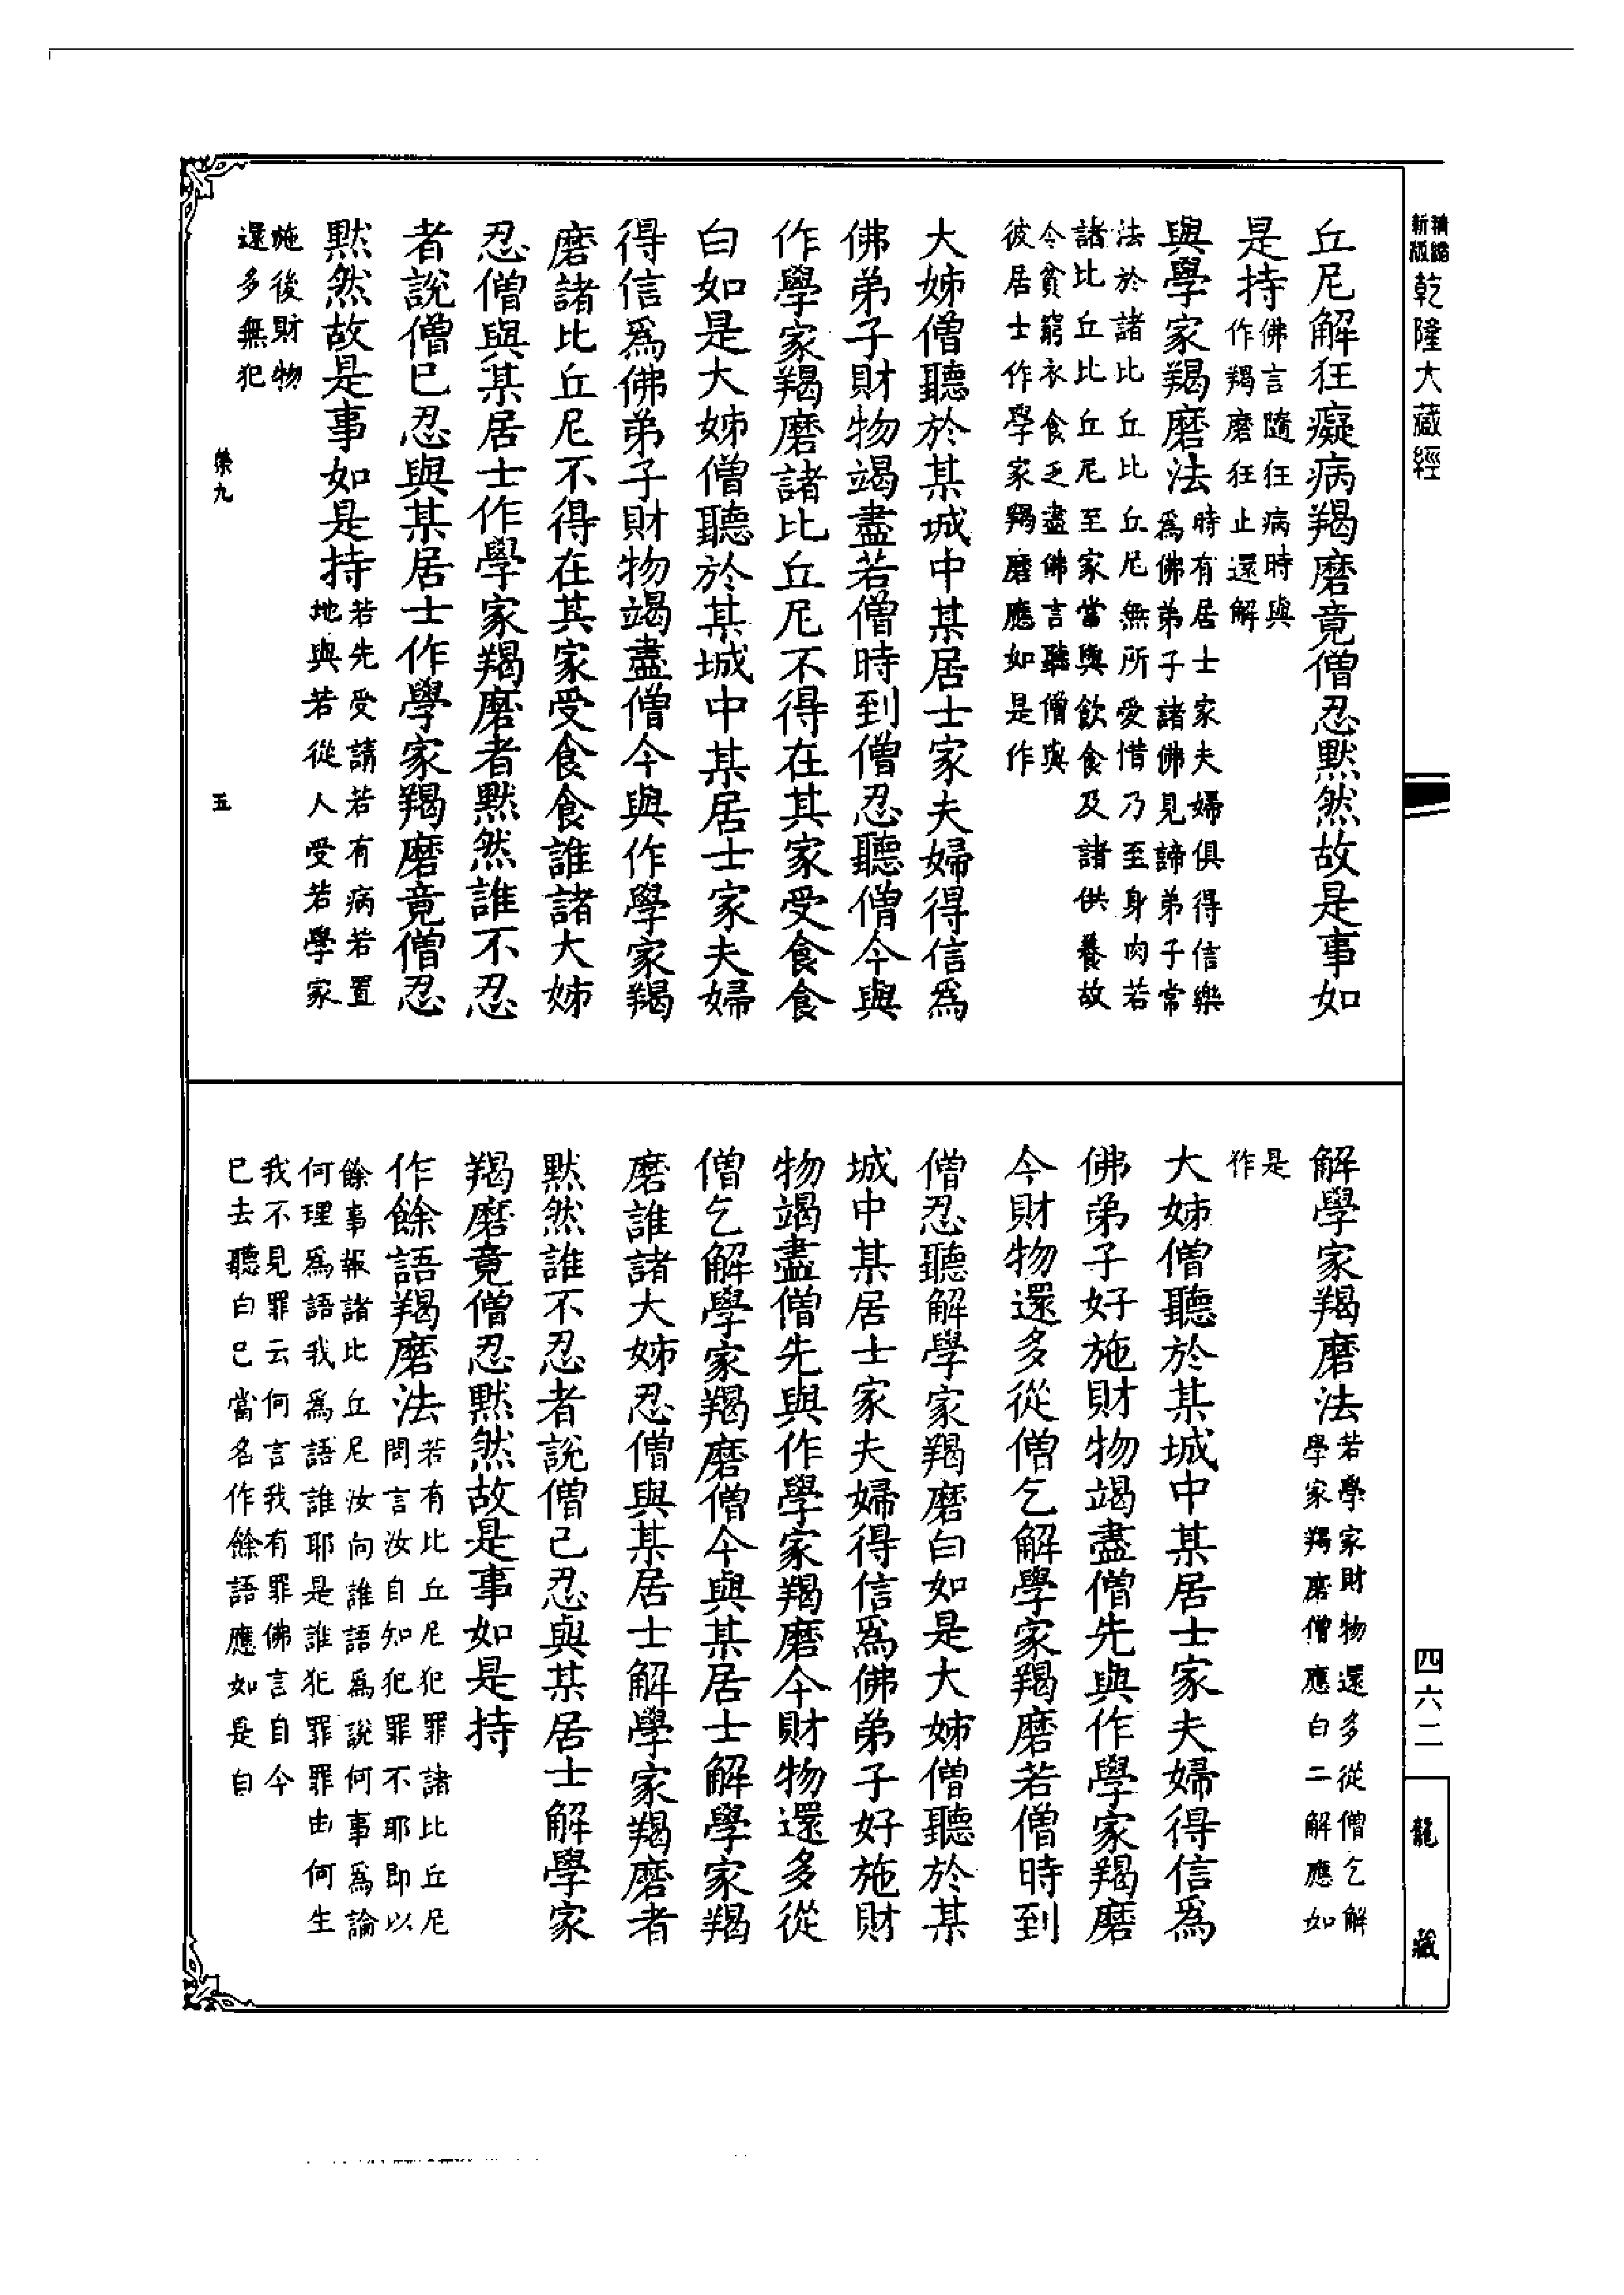 精縮新版
乾隆大藏經
丘尼解狂癡病羯磨竟僧忍默然故是事如
是持
佛言隨狂病時與
作羯磨狂止還解
與學家羯磨法
時有居士家夫婦俱得信樂
為佛弟子諸佛見諦弟子常
法於諸比丘比丘尼無所愛惜乃至身肉若
諸比丘比丘尼至家當與飲食及諸供養故
令貧窮衣食乏盡佛言聽僧與
彼居士作學家羯磨應如是作
大姊僧聽於某城中某居士家夫婦得信為
佛弟子財物竭盡若僧時到僧忍聽僧今與
作學家羯磨諸比丘尼不得在其家受食食
白如是大姊僧聽於某城中某居士家夫婦
得信為佛弟子財物竭盡僧今與作學家羯
磨諸比丘尼不得在其家受食食誰諸大姊
忍僧與某居士作學家羯磨者默然誰不忍
者說僧已忍與某居士作學家羯磨竟僧忍
默然故是事如是持
若先受請若有病若置
地與若從人受若學家
施後財物
還多無犯
榮九
五
解學家羯磨法
若學家財物還多從僧乞解
學家羯磨僧應白二解應如
是
作
大姊僧聽於某城中某居士家夫婦得信為
佛弟子好施財物竭盡僧先與作學家羯磨
今財物還多從僧乞解學家羯磨若僧時到
僧忍聽解學家羯磨白如是大姊僧聽於某
城中某居士家夫婦得信為佛弟子好施財
物竭盡僧先與作學家羯磨今財物還多從
僧乞解學家羯磨僧今與某居士解學家羯
磨誰諸大姊忍僧與某居士解學家羯磨者
默然誰不忍者說僧已忍與某居士解學家
羯磨竟僧忍默然故是事如是持
作餘語羯磨法
若有比丘尼犯罪諸比丘尼
問言汝自知犯罪不耶即以
餘事報諸比丘尼汝向誰語為說何事為論
何理為語我為語誰耶是誰犯罪罪由何生
我不見罪云何言我有罪佛言自今
已去聽白已當名作餘語應如是白
四六二
龍藏